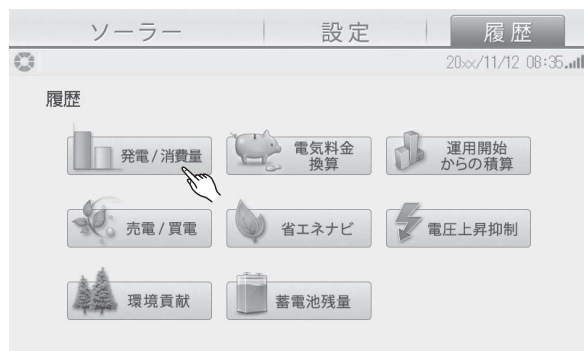 ソーラー
設定
履歴
20xx/11/12 08:35
履歴
発電/消費量
電気料金
換算
運用開始
からの積算
売電/買電
省エネナビ
電圧上昇抑制
環境貢献
蓄電池残量